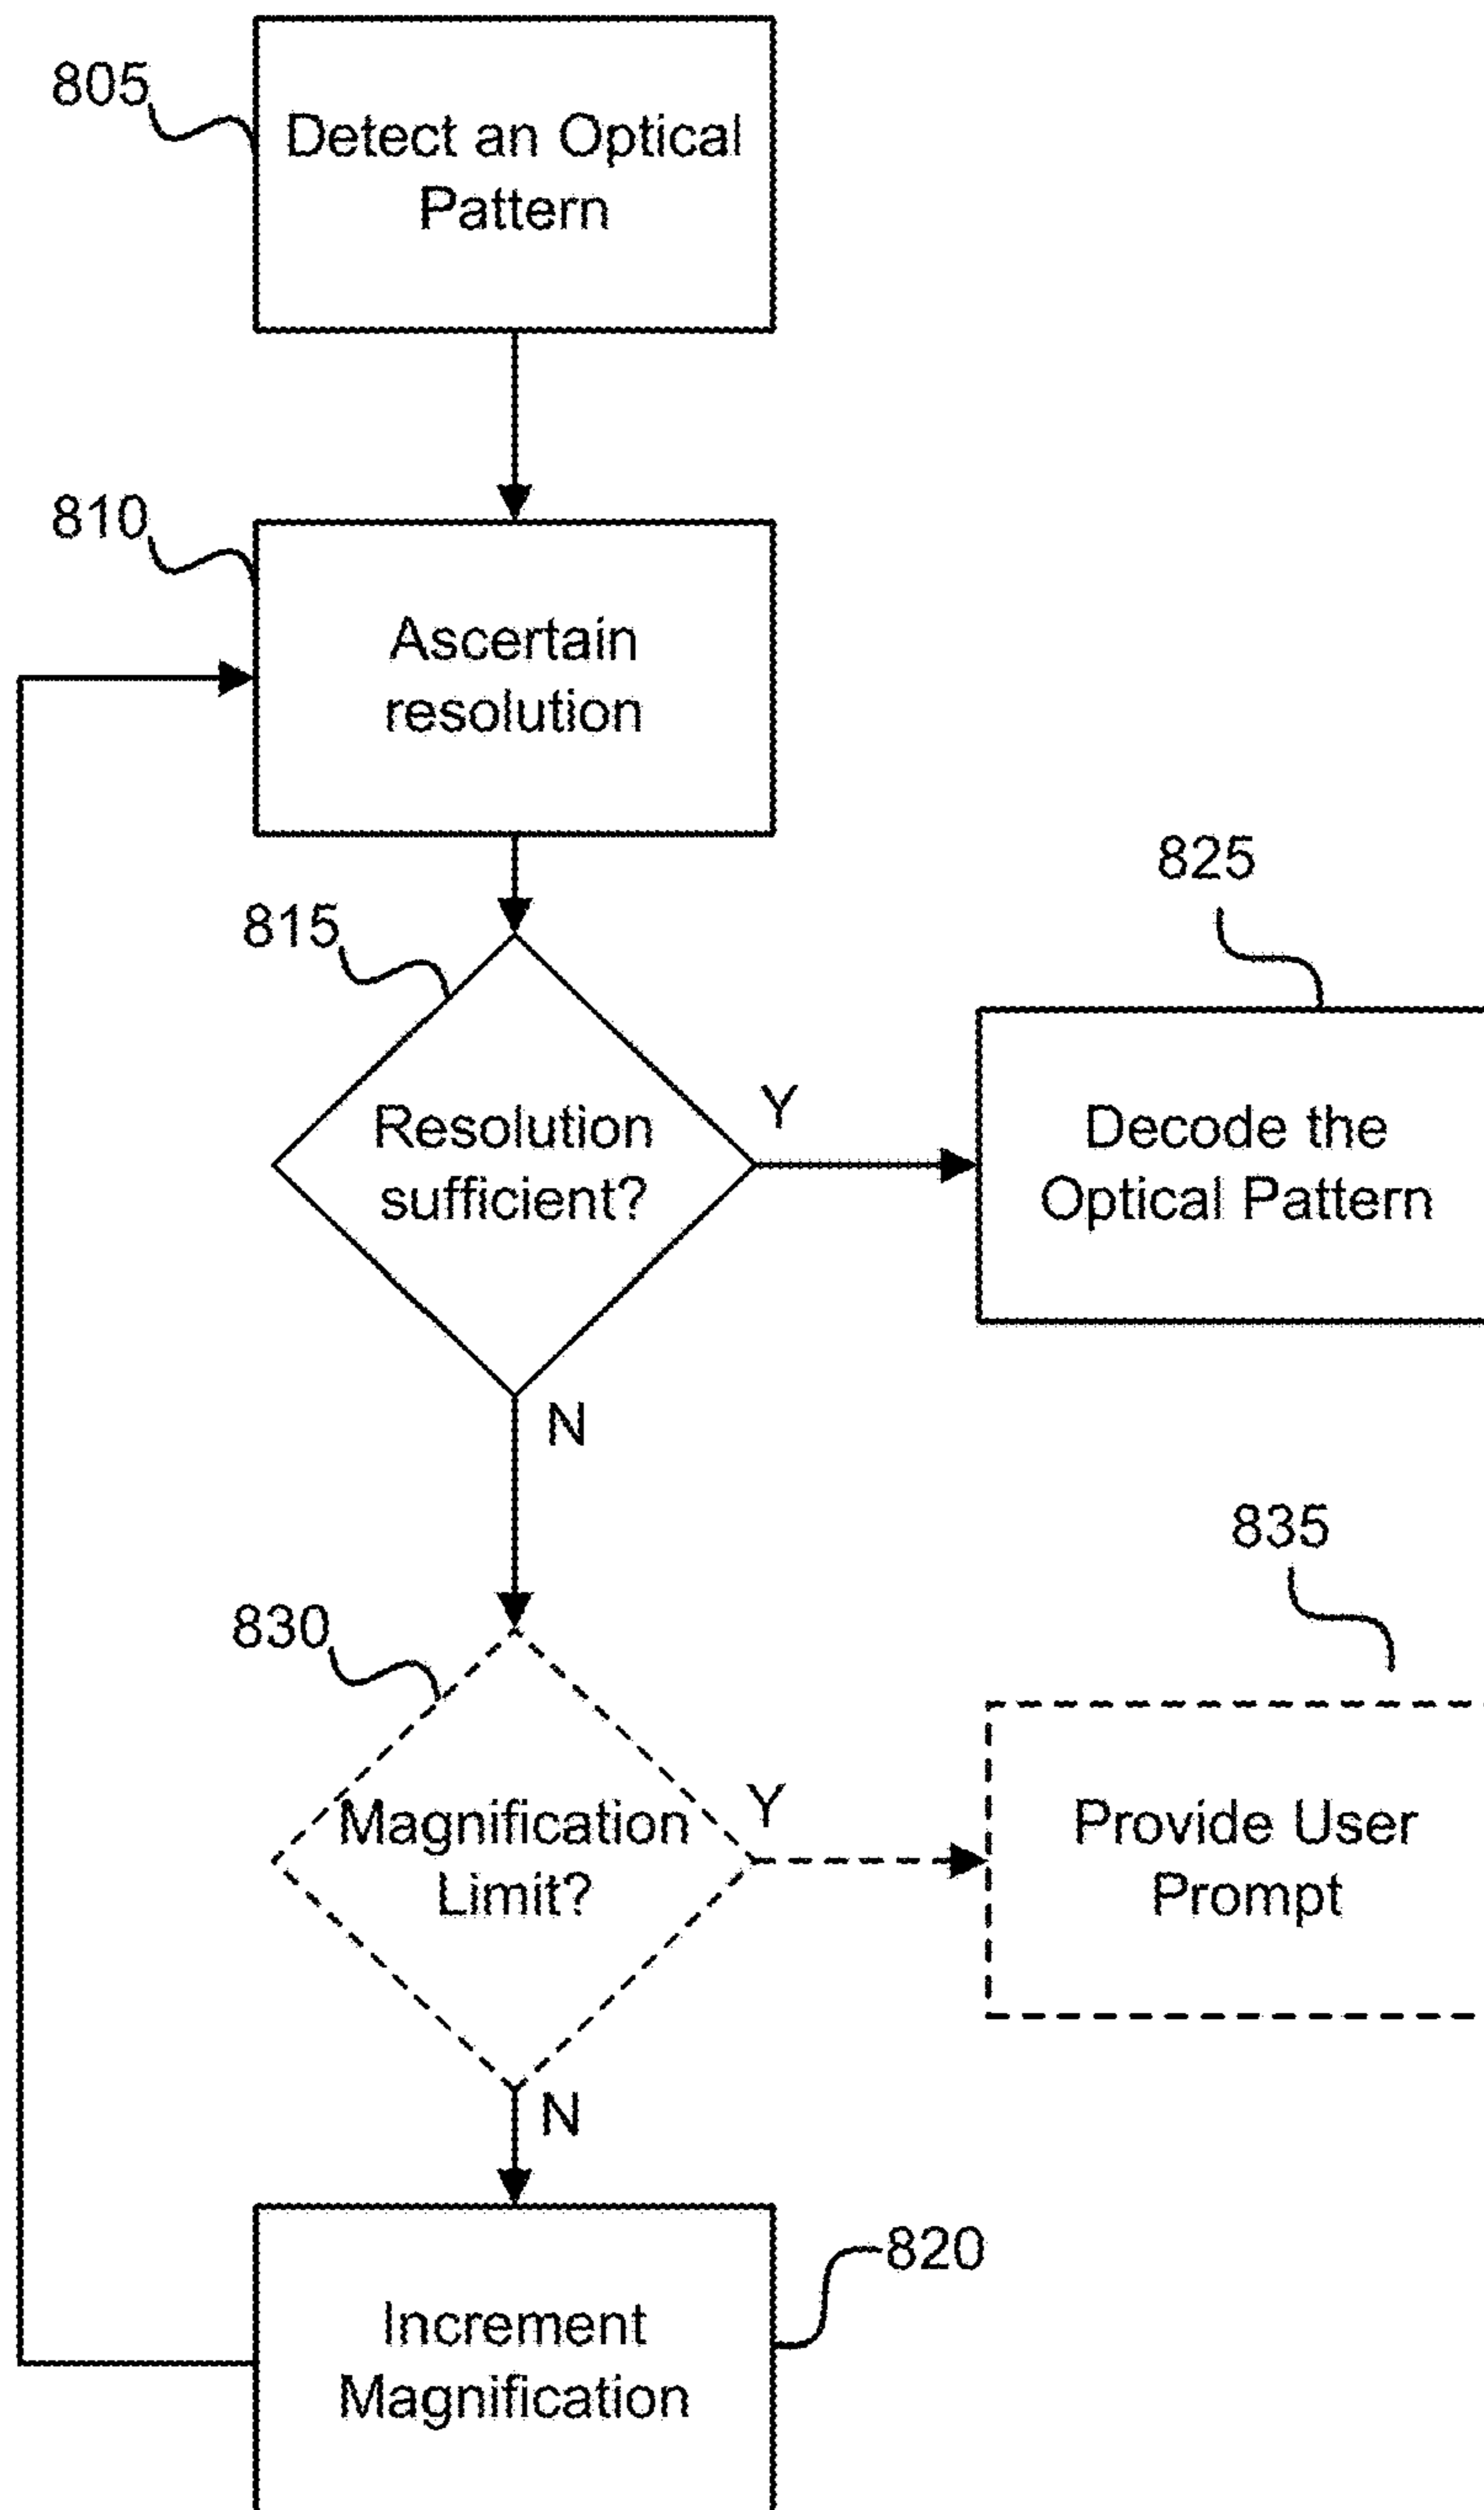 805
Detect an Optical
Pattern
810
Ascertain
resolution
815
Resolution
sufficient?
Y
825
Decode the
Optical Pattern
N
830
Magnification
Limit?
Y
835
Provide User
Prompt
N
820
Increment
Magnification